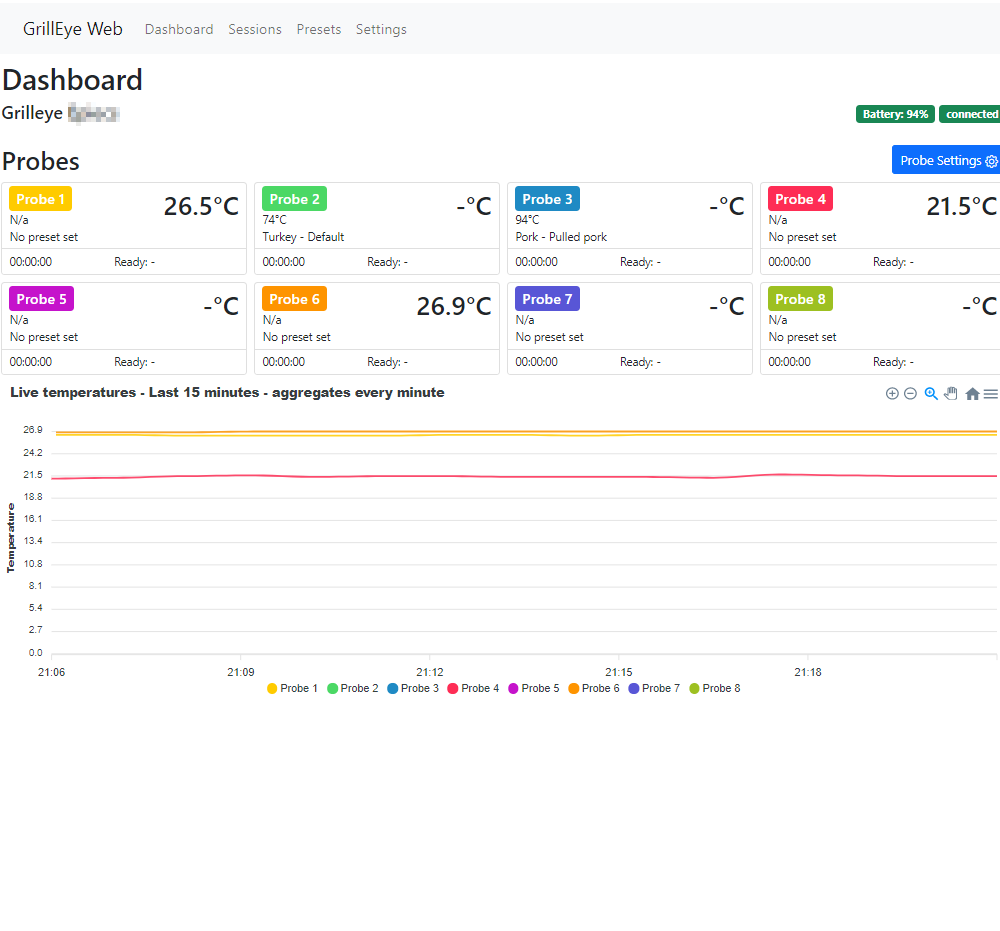 GrillEye Web Dashboard Sessions Presets Settings
Dashboard
Grilleye
Battery: 94% connected
Probes
Probe Settings
Probe 1 26.5°C
N/a
No preset set
00:00:00 Ready: -
Probe 2 -°C
74°C
Turkey - Default
00:00:00 Ready: -
Probe 3 -°C
94°C
Pork - Pulled pork
00:00:00 Ready: -
Probe 4 21.5°C
N/a
No preset set
00:00:00 Ready: -
Probe 5 -°C
N/a
No preset set
00:00:00 Ready: -
Probe 6 26.9°C
N/a
No preset set
00:00:00 Ready: -
Probe 7 -°C
N/a
No preset set
00:00:00 Ready: -
Probe 8 -°C
N/a
No preset set
00:00:00 Ready: -
Live temperatures - Last 15 minutes - aggregates every minute
Temperature
26.9
24.2
21.5
18.8
16.1
13.4
10.8
8.1
5.4
2.7
0.0
21:06 21:09 21:12 21:15 21:18
Probe 1 Probe 2 Probe 3 Probe 4 Probe 5 Probe 6 Probe 7 Probe 8